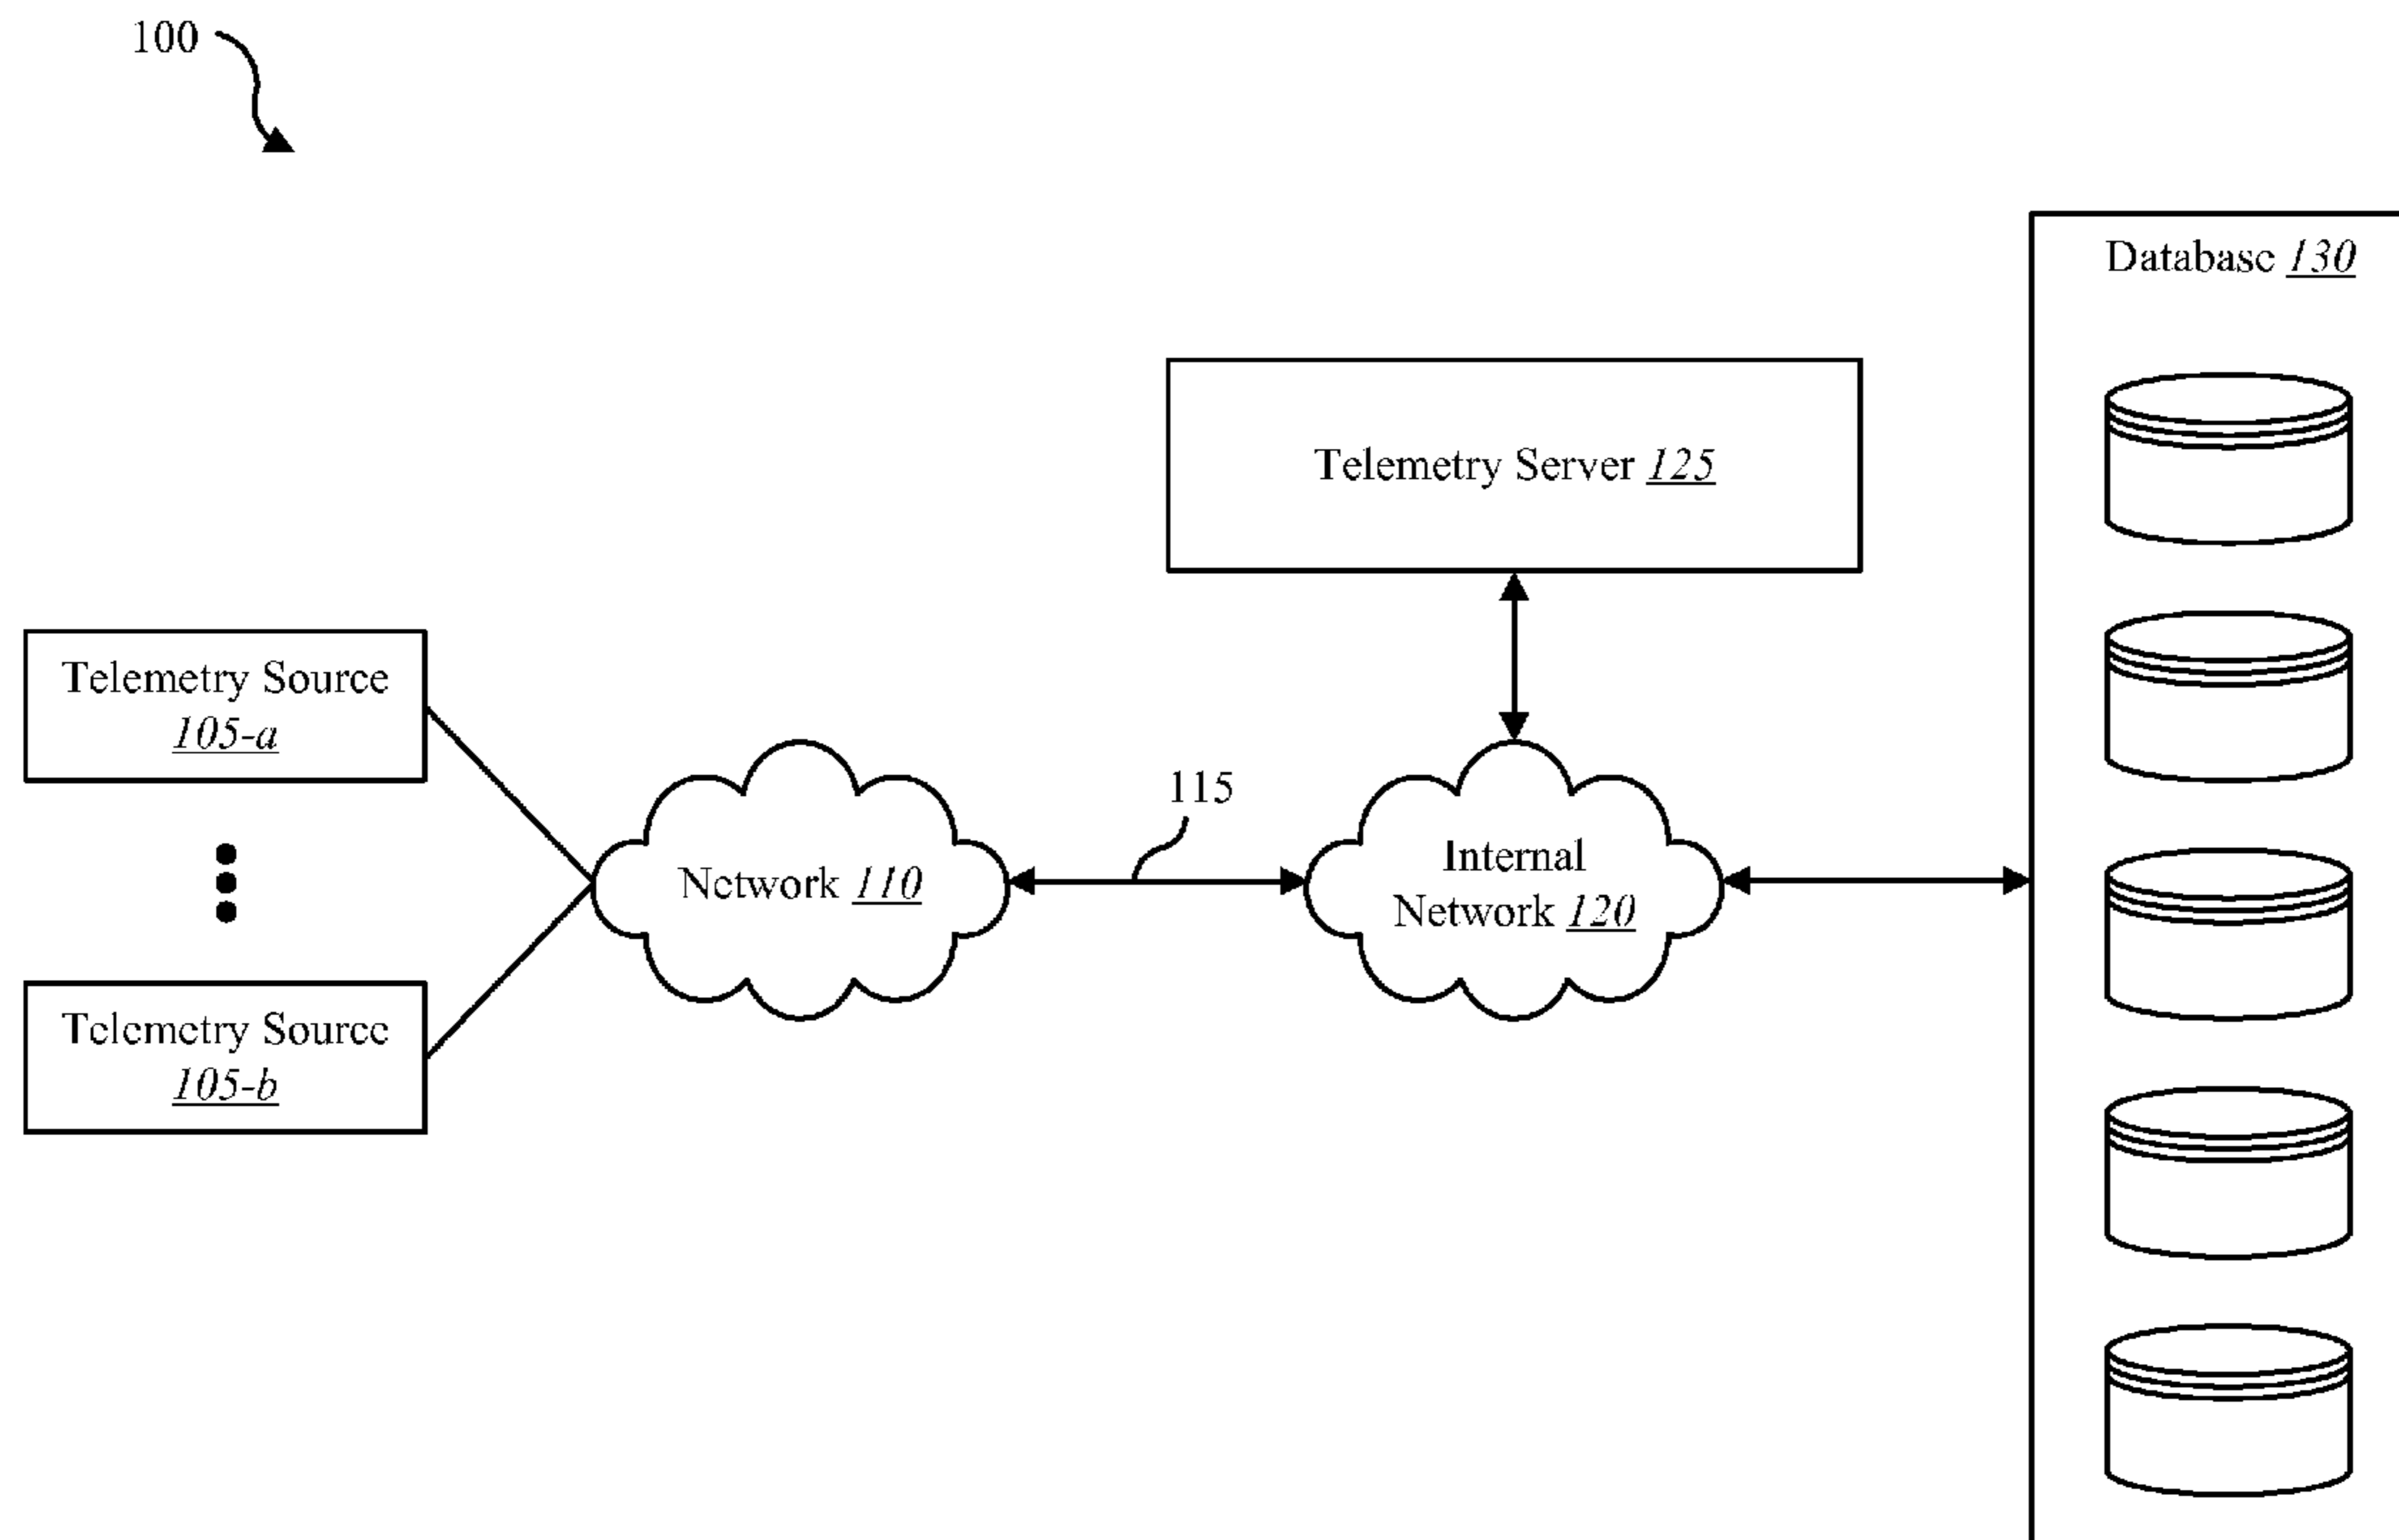 100
Database 130
Telemetry Server 125
Telemetry Source
105-a
115
Network 110
Internal
Network 120
Telemetry Source
105-b